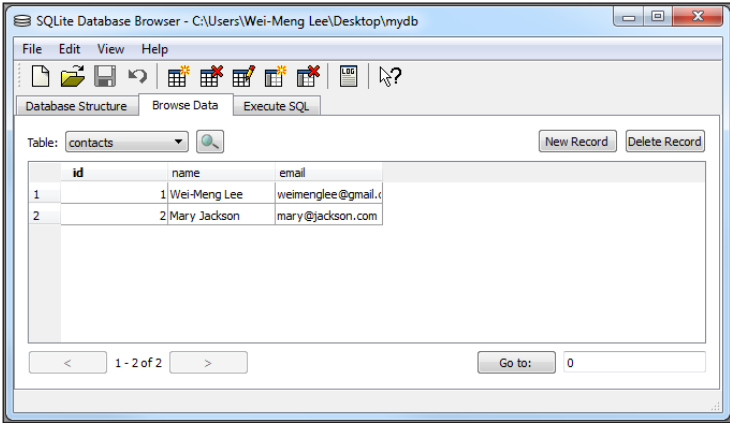 SQLite Database Browser - C:\Users\Wei-Meng Lee\Desktop\mydb
File Edit View Help
LOG ?
Database Structure Browse Data Execute SQL
Table: contacts New Record Delete Record
id name email
1 1 Wei-Meng Lee weimenglee@gmail.c
2 2 Mary Jackson mary@jackson.com
< 1 - 2 of 2 > Go to: 0